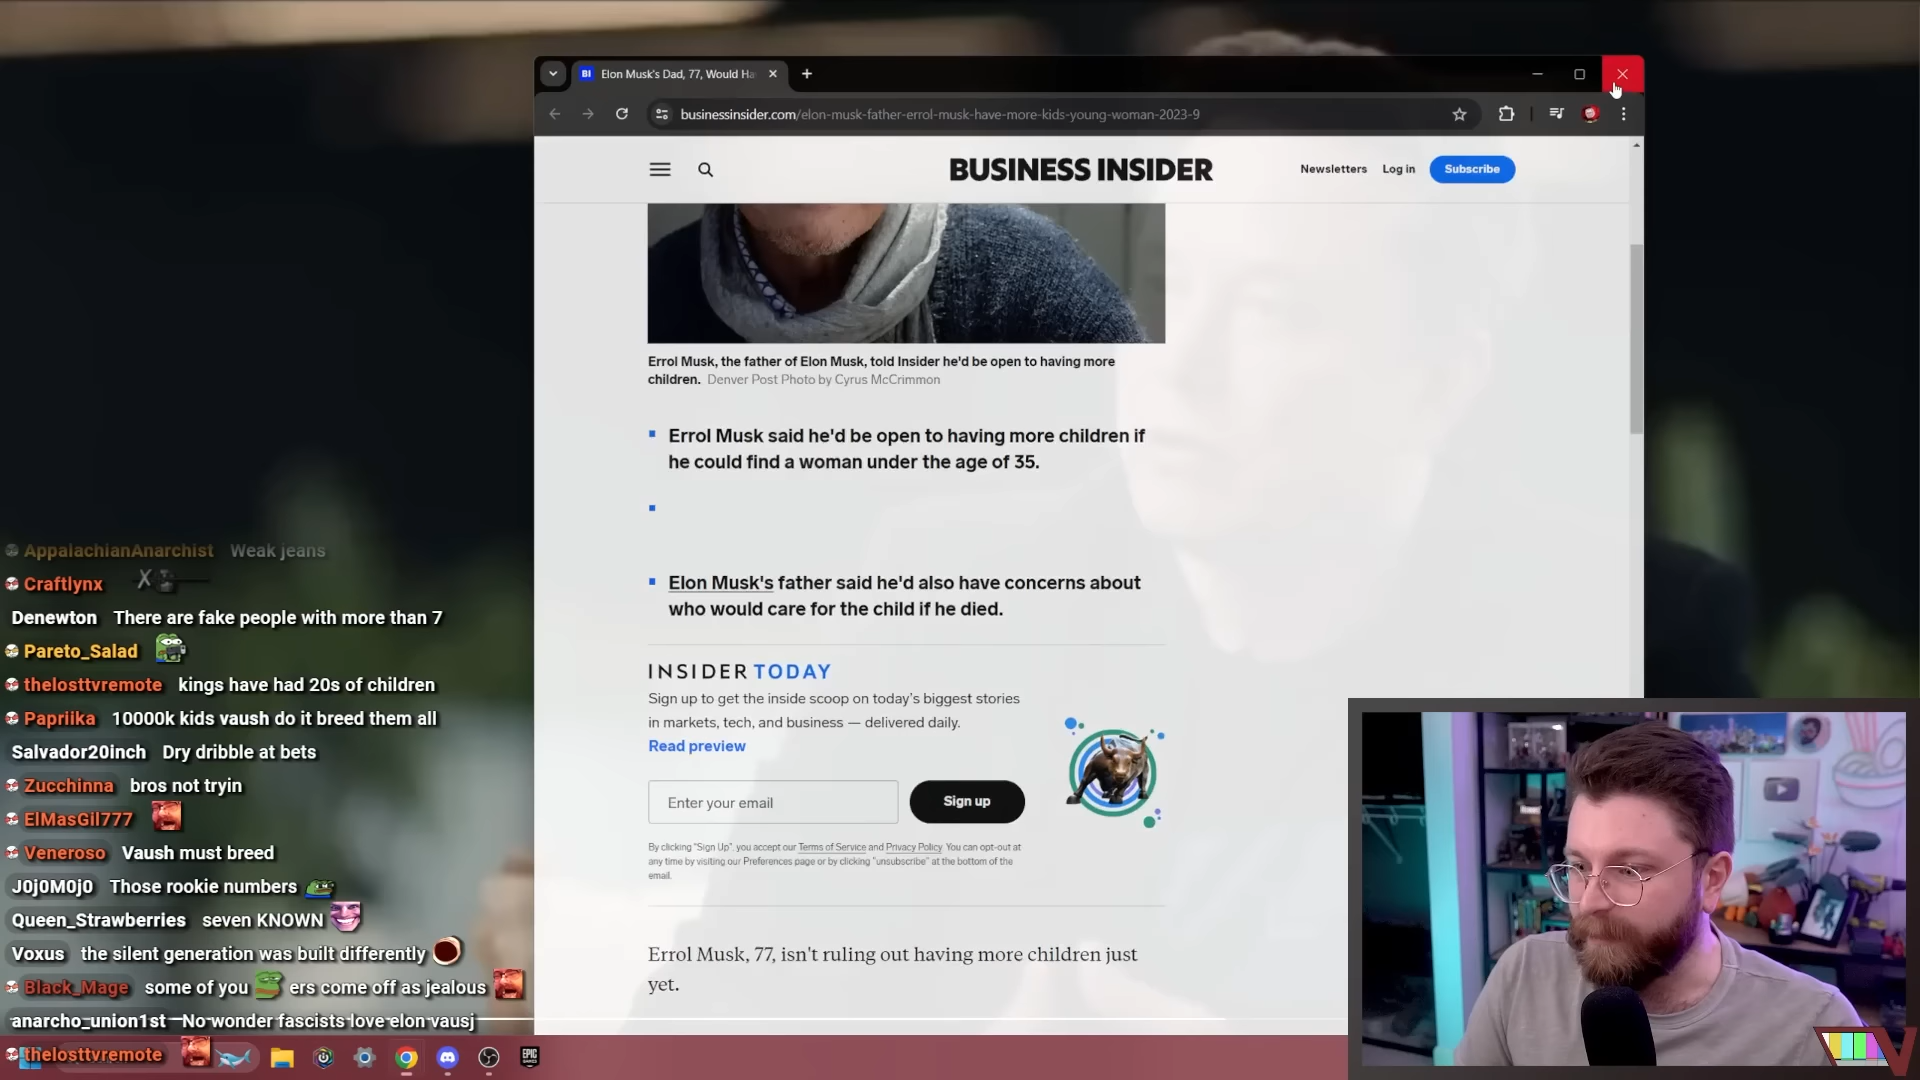 BI Elon Musk's Dad, 77, Would Ha
businessinsider.com/elon-musk-father-errol-musk-have-more-kids-young-woman-2023-9
BUSINESS INSIDER
Newsletters Log in Subscribe
Errol Musk, the father of Elon Musk, told Insider he'd be open to having more
children. Denver Post Photo by Cyrus McCrimmon
Errol Musk said he'd be open to having more children if
he could find a woman under the age of 35.
Elon Musk's father said he'd also have concerns about
who would care for the child if he died.
INSIDER TODAY
Sign up to get the inside scoop on today's biggest stories
in markets, tech, and business — delivered daily.
Read preview
Enter your email
Sign up
By clicking "Sign Up", you accept our Terms of Service and Privacy Policy. You can opt-out at
any time by visiting our Preferences page or by clicking "unsubscribe" at the bottom of the
email.
Errol Musk, 77, isn't ruling out having more children just
yet.
AppalachianAnarchist Weak jeans
Craftlynx X
Denewton There are fake people with more than 7
Pareto_Salad
thelosttvremote kings have had 20s of children
Papriika 10000k kids vaush do it breed them all
Salvador20inch Dry dribble at bets
Zucchinna bros not tryin
ElMasGil777
Veneroso Vaush must breed
J0j0M0j0 Those rookie numbers
Queen_Strawberries seven KNOWN
Voxus the silent generation was built differently
Black_Mage some of you ers come off as jealous
anarcho_union1st No wonder fascists love elon vausj
thelosttvremote
EPIC
GAMES
V